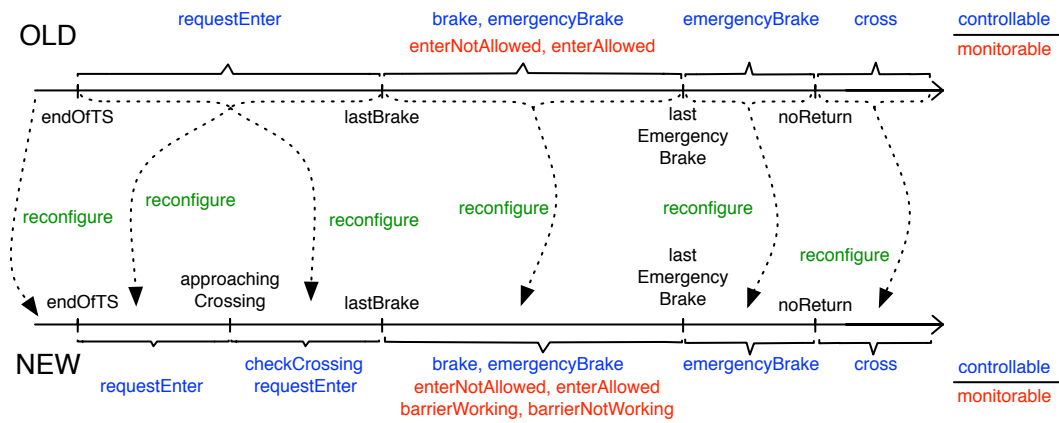 requestEnter
brake, emergencyBrake
emergencyBrake
cross
controllable
OLD
enterNotAllowed, enterAllowed
monitorable
endOfTS
lastBrake
last
Emergency
Brake
noReturn
reconfigure
reconfigure
reconfigure
reconfigure
reconfigure
reconfigure
endOfTS
approaching
Crossing
lastBrake
last
Emergency
Brake
noReturn
NEW
requestEnter
checkCrossing
requestEnter
brake, emergencyBrake
enterNotAllowed, enterAllowed
barrierWorking, barrierNotWorking
emergencyBrake
cross
controllable
monitorable